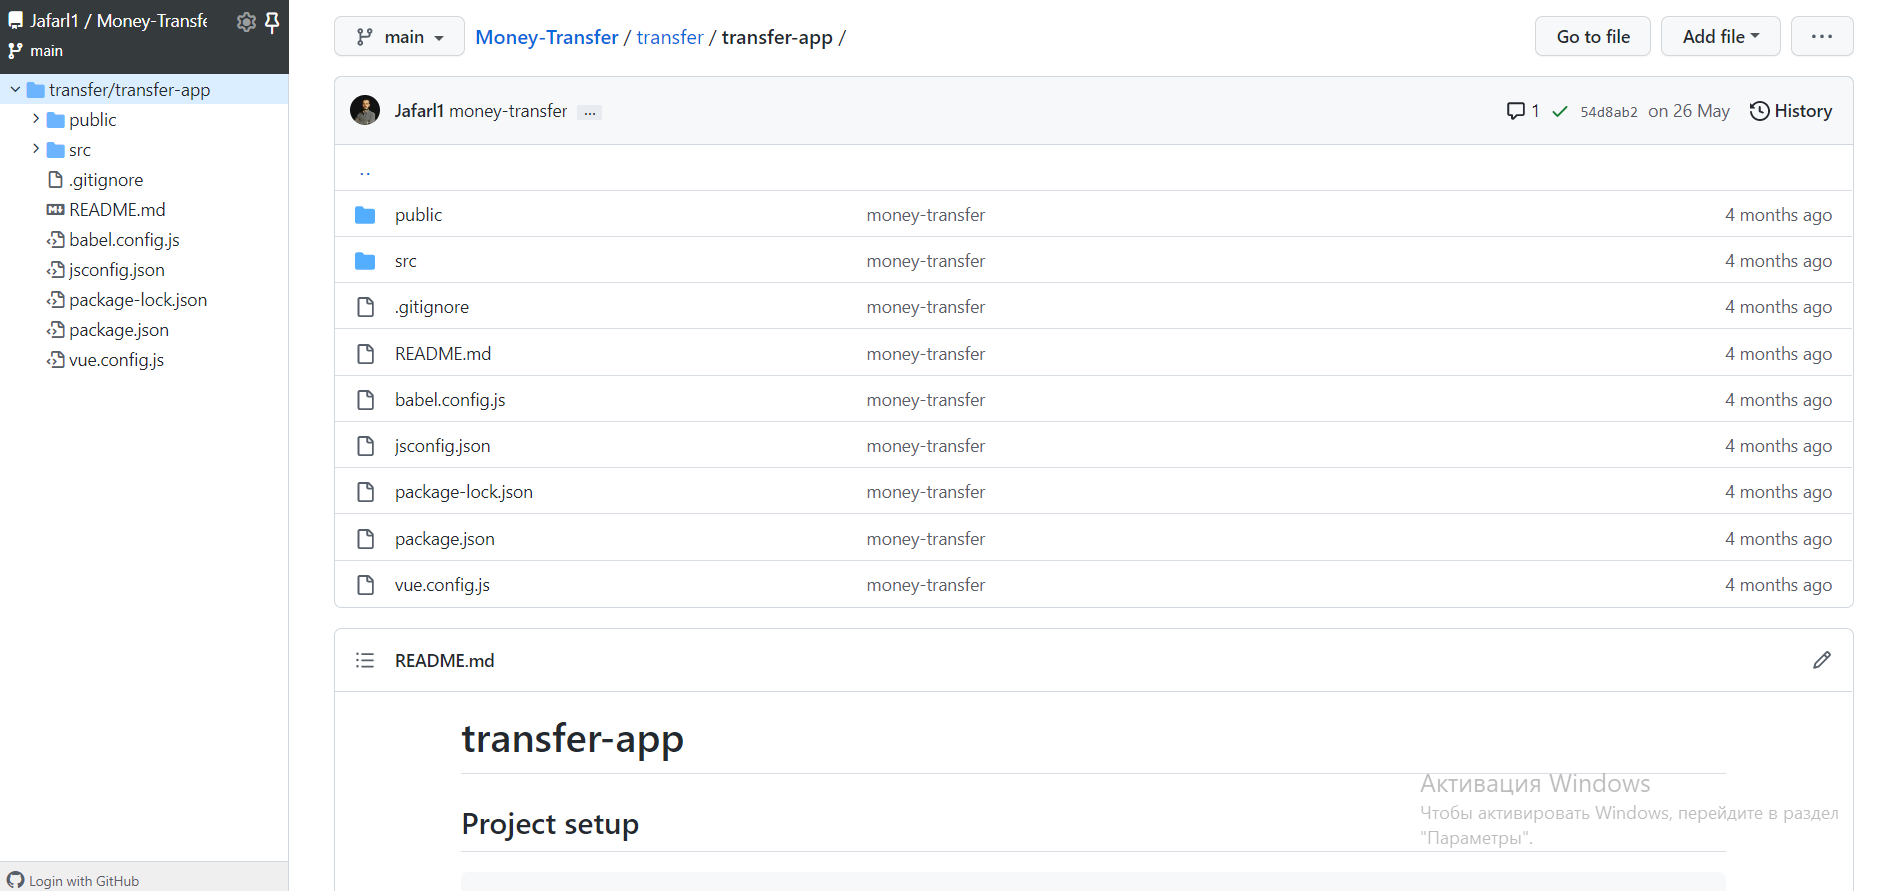 Jafarl1 / Money-Transfe
main
transfer/transfer-app
public
src
.gitignore
README.md
babel.config.js
jsconfig.json
package-lock.json
package.json
vue.config.js
Login with GitHub
main
Money-Transfer / transfer / transfer-app /
Go to file
Add file
...
Jafarl1 money-transfer ...
1 54d8ab2 on 26 May History
..
public money-transfer 4 months ago
src money-transfer 4 months ago
.gitignore money-transfer 4 months ago
README.md money-transfer 4 months ago
babel.config.js money-transfer 4 months ago
jsconfig.json money-transfer 4 months ago
package-lock.json money-transfer 4 months ago
package.json money-transfer 4 months ago
vue.config.js money-transfer 4 months ago
README.md
transfer-app
Project setup
Активация Windows
Чтобы активировать Windows, перейдите в раздел
"Параметры".